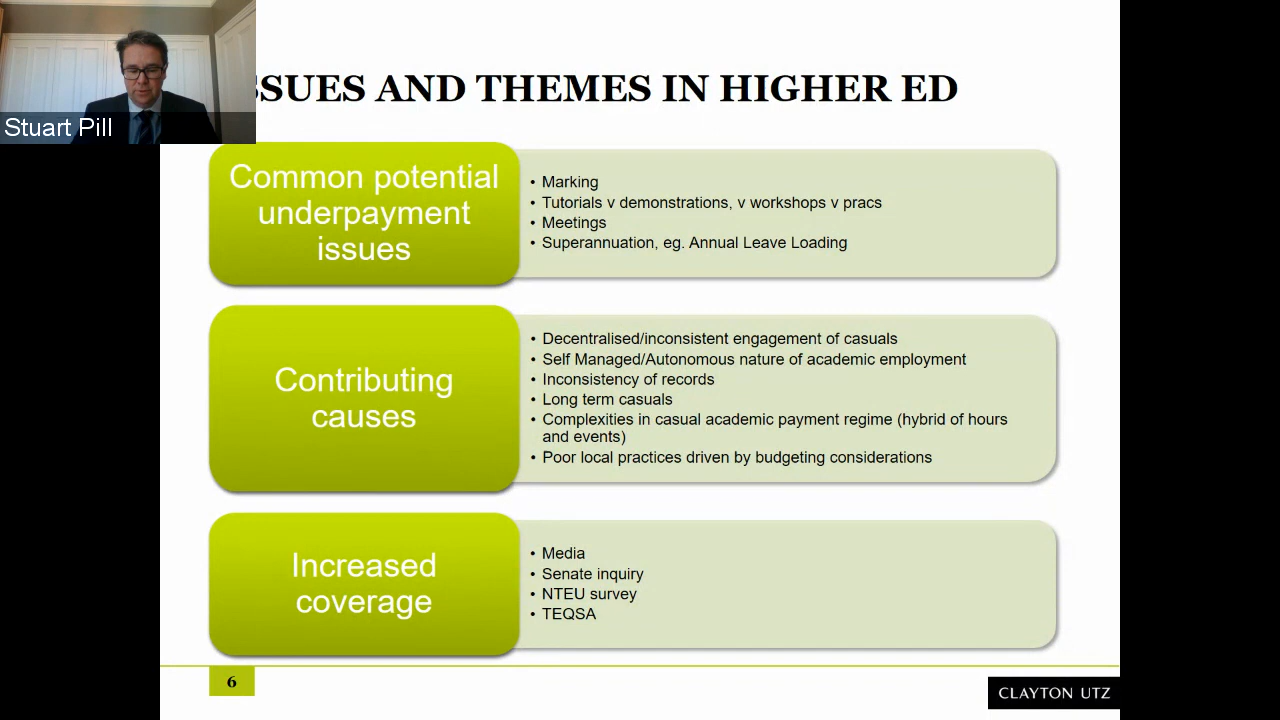 SSUES AND THEMES IN HIGHER ED
Stuart Pill
Common potential
underpayment
issues
• Marking
• Tutorials v demonstrations, v workshops v pracs
• Meetings
• Superannuation, eg. Annual Leave Loading
Contributing
causes
• Decentralised/inconsistent engagement of casuals
• Self Managed/Autonomous nature of academic employment
• Inconsistency of records
• Long term casuals
• Complexities in casual academic payment regime (hybrid of hours
and events)
• Poor local practices driven by budgeting considerations
Increased
coverage
• Media
• Senate inquiry
• NTEU survey
• TEQSA
6
CLAYTON UTZ